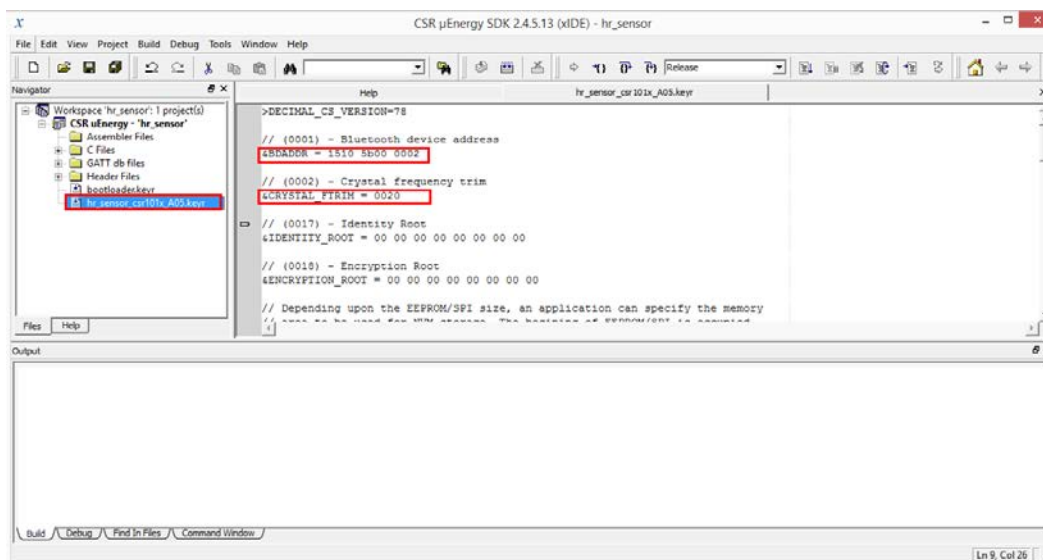 X
CSR µEnergy SDK 2.4.5.13 (xIDE) - hr_sensor
File Edit View Project Build Debug Tools Window Help
Release
Navigator
Help
hr_sensor_csr101x_A05.keyr
Workspace 'hr_sensor': 1 project(s)
CSR uEnergy - 'hr_sensor'
Assembler Files
C Files
GATT db files
Header Files
bootloader.keyr
hr_sensor_csr101x_A05.keyr
>DECIMAL_CS_VERSION=78
// (0001) - Bluetooth device address
&BDADDR = 1510 5b00 0002
// (0002) - Crystal frequency trim
&CRYSTAL_FTRIM = 0020
// (0017) - Identity Root
&IDENTITY_ROOT = 00 00 00 00 00 00 00 00
// (0018) - Encryption Root
&ENCRYPTION_ROOT = 00 00 00 00 00 00 00 00
// Depending upon the EEPROM/SPI size, an application can specify the memory
Files Help
Output
Build Debug Find In Files Command Window
Ln 9, Col 26